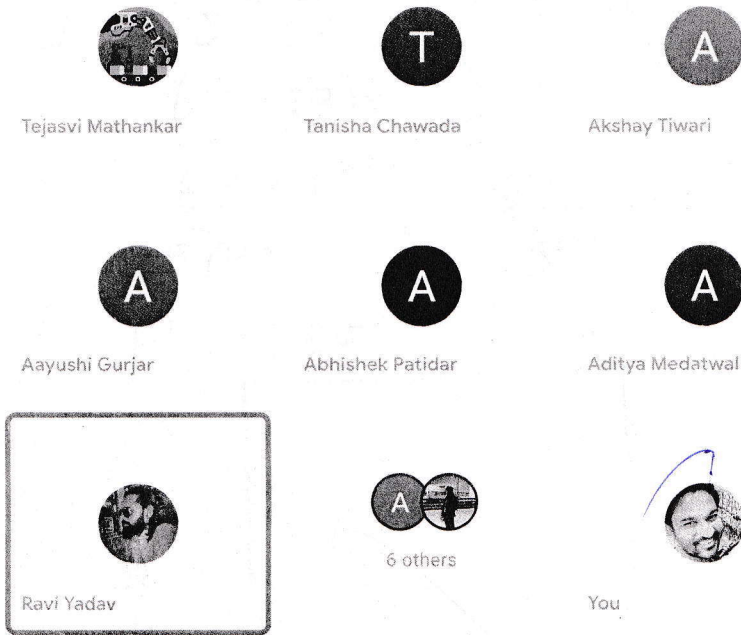 T
A
Tejasvi Mathankar
Tanisha Chawada
Akshay Tiwari
A
A
A
Aayushi Gurjar
Abhishek Patidar
Aditya Medatwal
A
6 others
Ravi Yadav
You